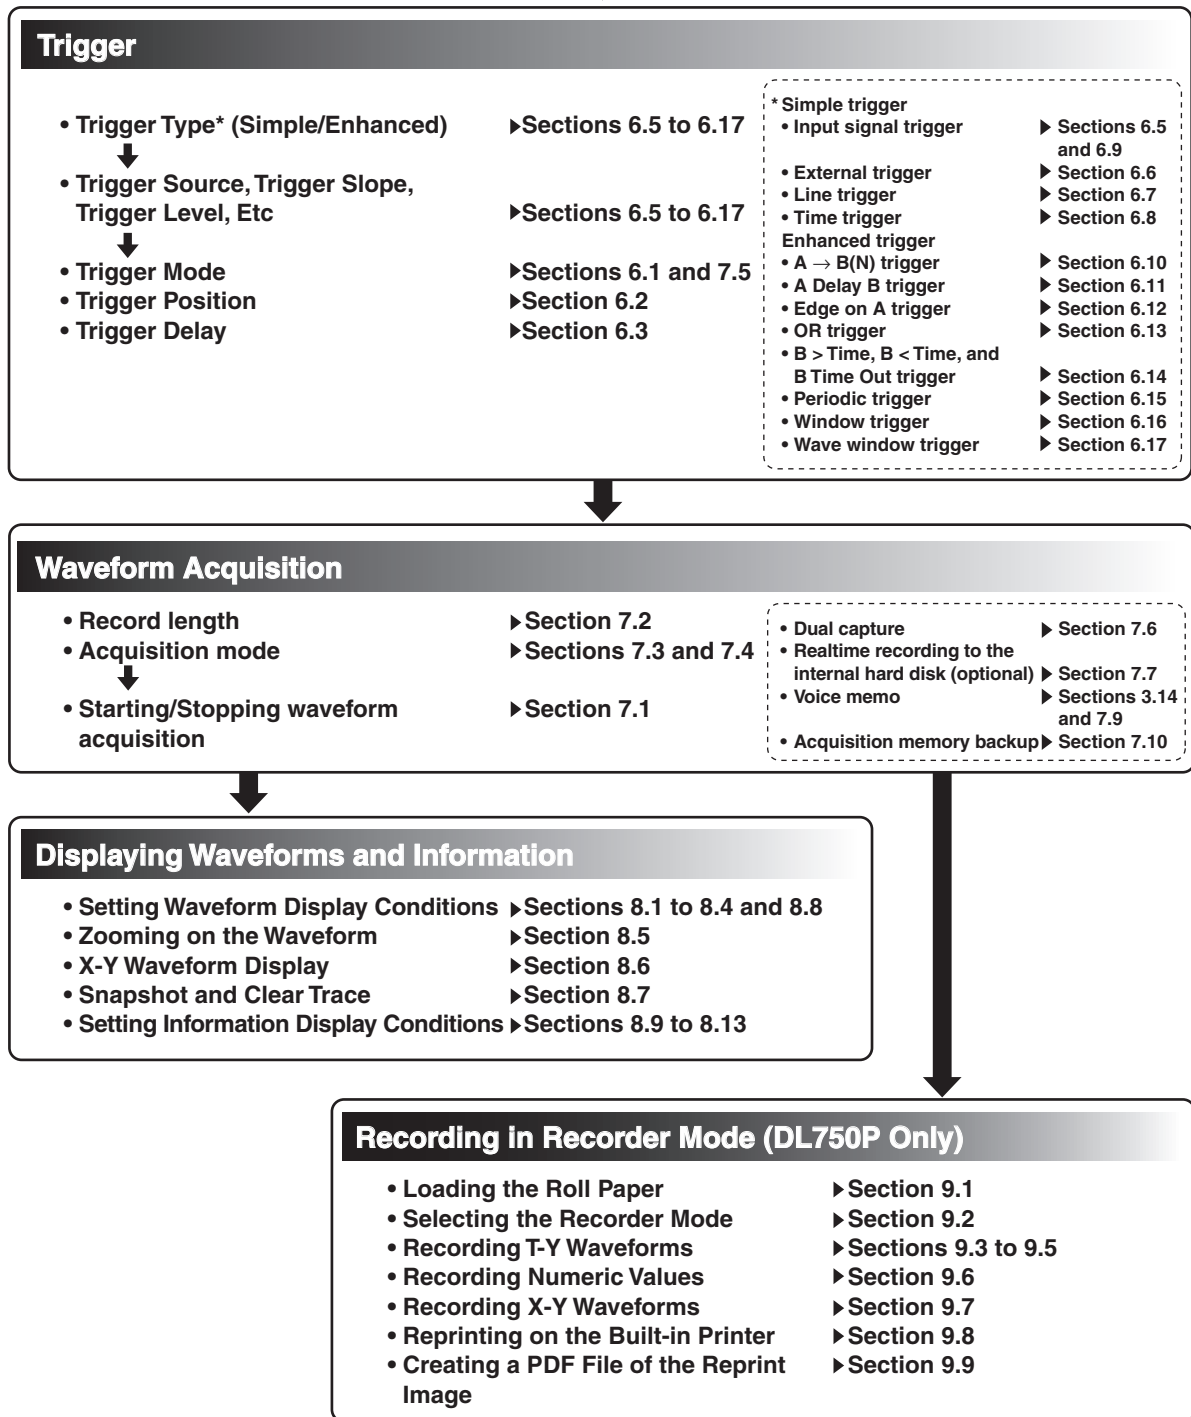 Trigger
• Trigger Type* (Simple/Enhanced) ▶Sections 6.5 to 6.17
• Trigger Source, Trigger Slope,
Trigger Level, Etc ▶Sections 6.5 to 6.17
• Trigger Mode ▶Sections 6.1 and 7.5
• Trigger Position ▶Section 6.2
• Trigger Delay ▶Section 6.3
* Simple trigger
• Input signal trigger ▶ Sections 6.5
and 6.9
• External trigger ▶ Section 6.6
• Line trigger ▶ Section 6.7
• Time trigger ▶ Section 6.8
Enhanced trigger
• A → B(N) trigger ▶ Section 6.10
• A Delay B trigger ▶ Section 6.11
• Edge on A trigger ▶ Section 6.12
• OR trigger ▶ Section 6.13
• B > Time, B < Time, and
B Time Out trigger ▶ Section 6.14
• Periodic trigger ▶ Section 6.15
• Window trigger ▶ Section 6.16
• Wave window trigger ▶ Section 6.17
Waveform Acquisition
• Record length ▶Section 7.2
• Acquisition mode ▶Sections 7.3 and 7.4
• Starting/Stopping waveform ▶Section 7.1
acquisition
• Dual capture ▶ Section 7.6
• Realtime recording to the
internal hard disk (optional) ▶ Section 7.7
• Voice memo ▶ Sections 3.14
and 7.9
• Acquisition memory backup ▶ Section 7.10
Displaying Waveforms and Information
• Setting Waveform Display Conditions ▶Sections 8.1 to 8.4 and 8.8
• Zooming on the Waveform ▶Section 8.5
• X-Y Waveform Display ▶Section 8.6
• Snapshot and Clear Trace ▶Section 8.7
• Setting Information Display Conditions ▶Sections 8.9 to 8.13
Recording in Recorder Mode (DL750P Only)
• Loading the Roll Paper ▶Section 9.1
• Selecting the Recorder Mode ▶Section 9.2
• Recording T-Y Waveforms ▶Sections 9.3 to 9.5
• Recording Numeric Values ▶Section 9.6
• Recording X-Y Waveforms ▶Section 9.7
• Reprinting on the Built-in Printer ▶Section 9.8
• Creating a PDF File of the Reprint ▶Section 9.9
Image